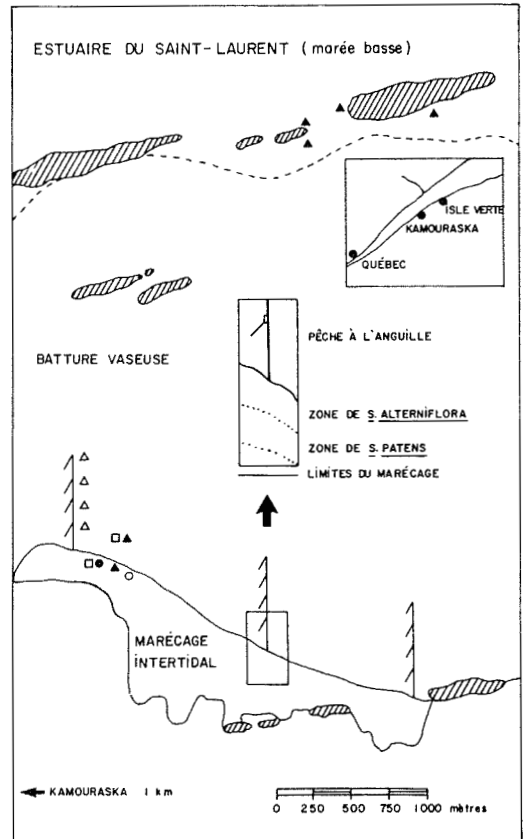 ESTUAIRE DU SAINT-LAURENT (marée basse)
ISLE VERTE
KAMOURASKA
QUÉBEC
PÊCHE À L'ANGUILLE
BATTURE VASEUSE
ZONE DE S. ALTERNIFLORA
ZONE DE S. PATENS
LIMITES DU MARÉCAGE
MARÉCAGE
INTERTIDAL
KAMOURASKA 1 km
0 250 500 750 1000 mètres